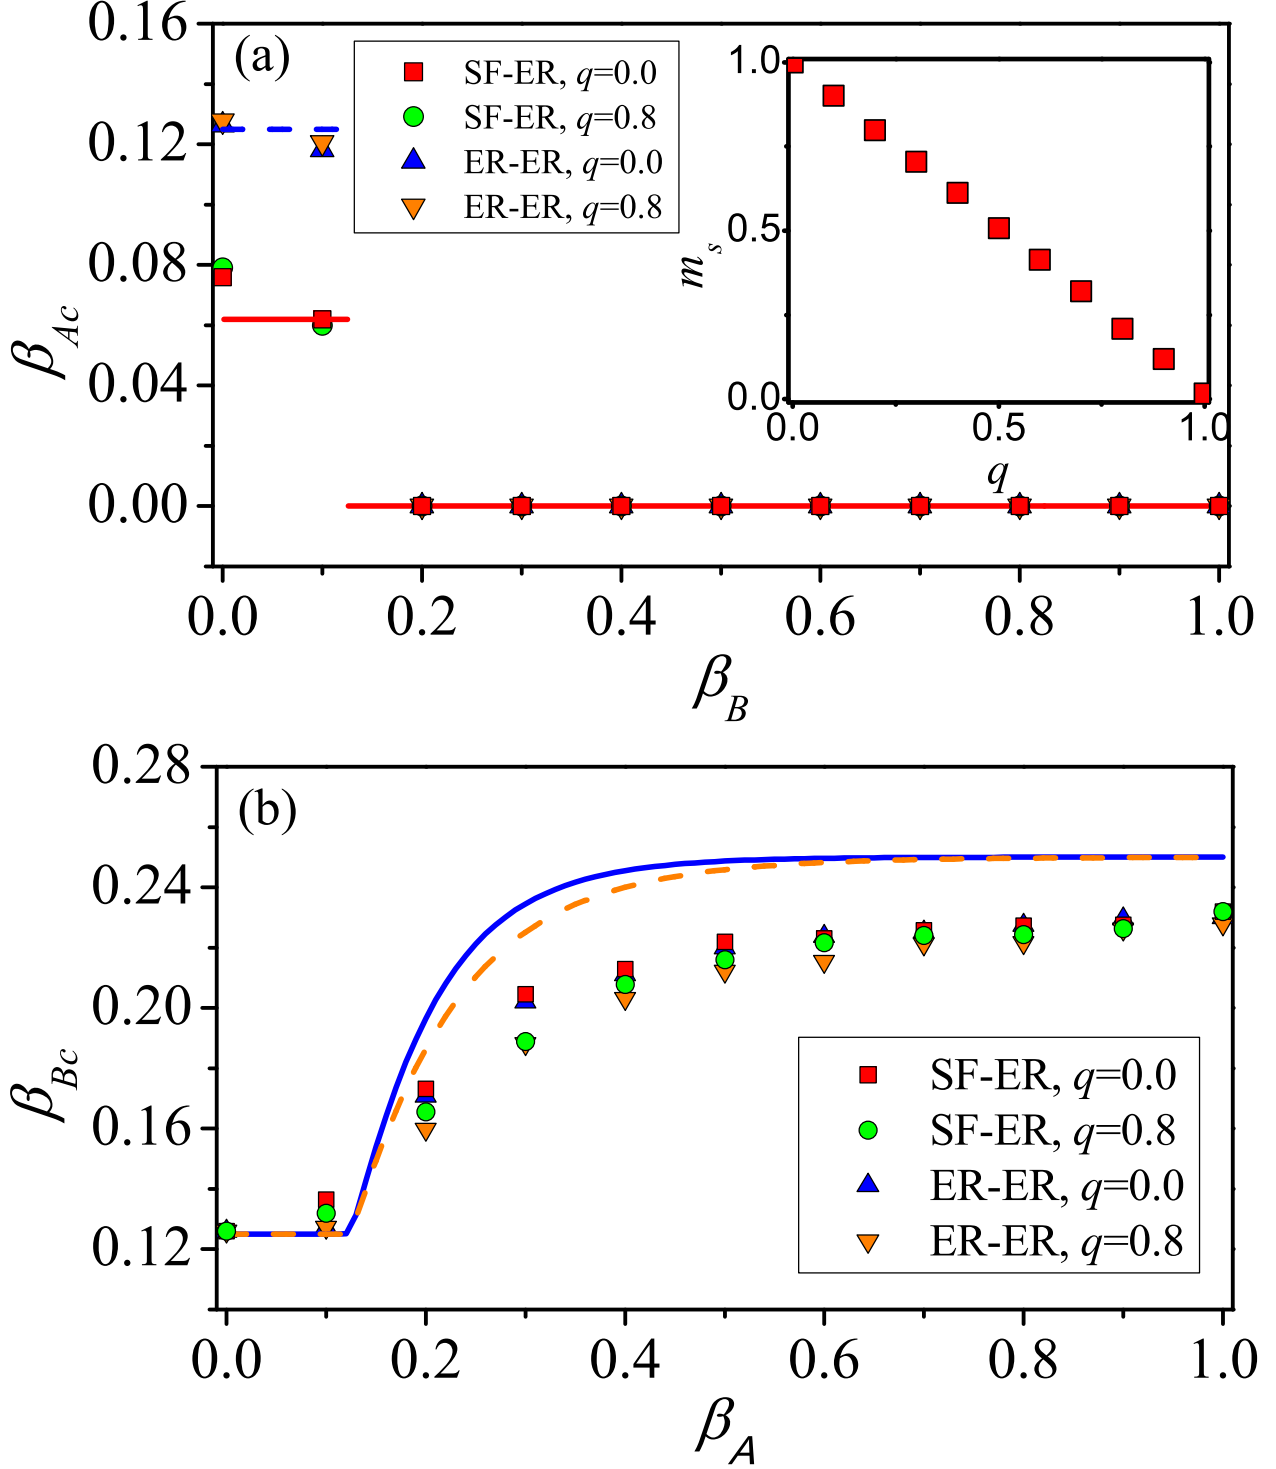 (a)
0.16
0.12
0.08
0.04
0.00
β_Ac
SF-ER, q=0.0
SF-ER, q=0.8
ER-ER, q=0.0
ER-ER, q=0.8
1.0
0.5
0.0
m_s
0.0 0.5 1.0
q
0.0 0.2 0.4 0.6 0.8 1.0
β_B
(b)
0.28
0.24
0.20
0.16
0.12
β_Bc
SF-ER, q=0.0
SF-ER, q=0.8
ER-ER, q=0.0
ER-ER, q=0.8
0.0 0.2 0.4 0.6 0.8 1.0
β_A